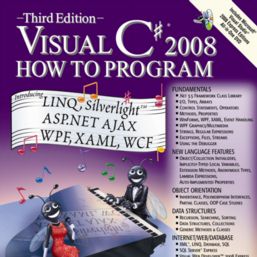 Third Edition
VISUAL C# 2008
HOW TO PROGRAM
Introducing
LINQ, Silverlight™
ASP.NET AJAX
WPF, XAML, WCF
FUNDAMENTALS
.NET 3.5 FRAMEWORK CLASS LIBRARY
I/O, TYPES, ARRAYS
CONTROL STATEMENTS, OPERATORS
METHODS, PROPERTIES
WINFORMS, WPF, XAML, EVENT HANDLING
WPF GRAPHICS/MULTIMEDIA
STRINGS, REGULAR EXPRESSIONS
EXCEPTIONS, FILES, STREAMS
USING THE DEBUGGER
NEW LANGUAGE FEATURES
OBJECT/COLLECTION INITIALIZERS,
IMPLICITLY-TYPED LOCAL VARIABLES,
EXTENSION METHODS, ANONYMOUS TYPES,
LAMBDA EXPRESSIONS,
AUTO-IMPLEMENTED PROPERTIES
OBJECT ORIENTATION
INHERITANCE, POLYMORPHISM, INTERFACES,
PARTIAL CLASSES, OOP CASE STUDIES
DATA STRUCTURES
RECURSION, SEARCHING, SORTING
DATA STRUCTURES, COLLECTIONS
GENERIC METHODS & CLASSES
INTERNET/WEB/DATABASE
XML, LINQ, DATABASE, SQL
SQL SERVER EXPRESS